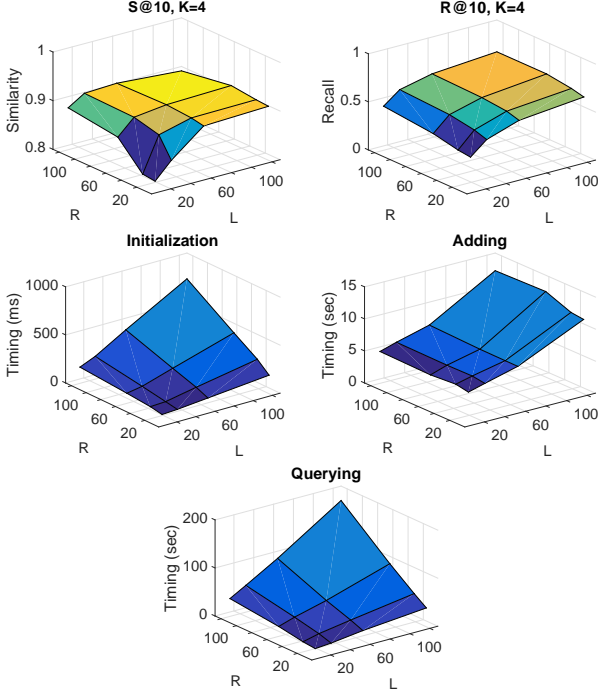 S@10, K=4
Similarity
1
0.9
0.8
100
60
20
R
20
60
100
L
R@10, K=4
Recall
1
0.5
0
100
60
20
R
20
60
100
L
Initialization
Timing (ms)
1000
500
0
100
60
20
R
20
60
100
L
Adding
Timing (sec)
15
10
5
0
100
60
20
R
20
60
100
L
Querying
Timing (sec)
200
100
0
100
60
20
R
20
60
100
L